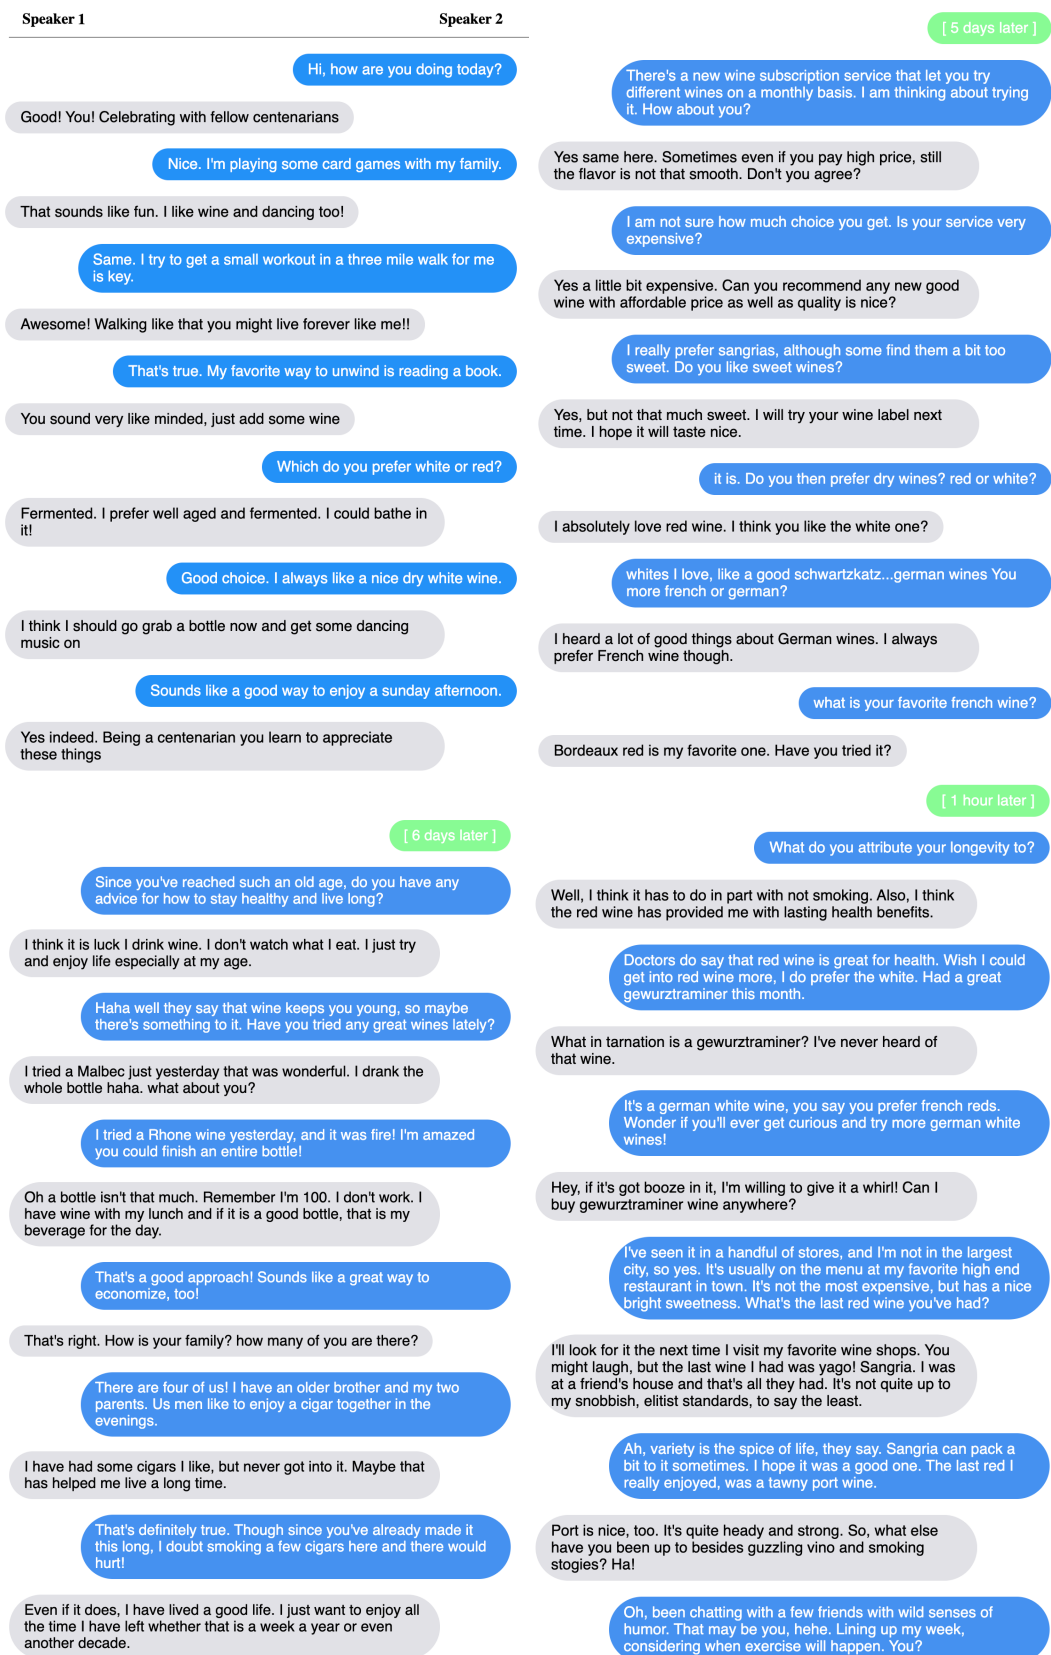 Speaker 1
Speaker 2
Hi, how are you doing today?
Good! You! Celebrating with fellow centenarians
Nice. I'm playing some card games with my family.
That sounds like fun. I like wine and dancing too!
Same. I try to get a small workout in a three mile walk for me
is key.
Awesome! Walking like that you might live forever like me!!
That's true. My favorite way to unwind is reading a book.
You sound very like minded, just add some wine
Which do you prefer white or red?
Fermented. I prefer well aged and fermented. I could bathe in
it!
Good choice. I always like a nice dry white wine.
I think I should go grab a bottle now and get some dancing
music on
Sounds like a good way to enjoy a sunday afternoon.
Yes indeed. Being a centenarian you learn to appreciate
these things
[ 6 days later ]
Since you've reached such an old age, do you have any
advice for how to stay healthy and live long?
I think it is luck I drink wine. I don't watch what I eat. I just try
and enjoy life especially at my age.
Haha well they say that wine keeps you young, so maybe
there's something to it. Have you tried any great wines lately?
I tried a Malbec just yesterday that was wonderful. I drank the
whole bottle haha. what about you?
I tried a Rhone wine yesterday, and it was fire! I'm amazed
you could finish an entire bottle!
Oh a bottle isn't that much. Remember I'm 100. I don't work. I
have wine with my lunch and if it is a good bottle, that is my
beverage for the day.
That's a good approach! Sounds like a great way to
economize, too!
That's right. How is your family? how many of you are there?
There are four of us! I have an older brother and my two
parents. Us men like to enjoy a cigar together in the
evenings.
I have had some cigars I like, but never got into it. Maybe that
has helped me live a long time.
That's definitely true. Though since you've already made it
this long, I doubt smoking a few cigars here and there would
hurt!
Even if it does, I have lived a good life. I just want to enjoy all
the time I have left whether that is a week a year or even
another decade.
[ 5 days later ]
There's a new wine subscription service that let you try
different wines on a monthly basis. I am thinking about trying
it. How about you?
Yes same here. Sometimes even if you pay high price, still
the flavor is not that smooth. Don't you agree?
I am not sure how much choice you get. Is your service very
expensive?
Yes a little bit expensive. Can you recommend any new good
wine with affordable price as well as quality is nice?
I really prefer sangrias, although some find them a bit too
sweet. Do you like sweet wines?
Yes, but not that much sweet. I will try your wine label next
time. I hope it will taste nice.
it is. Do you then prefer dry wines? red or white?
I absolutely love red wine. I think you like the white one?
whites I love, like a good schwartzkatz...german wines You
more french or german?
I heard a lot of good things about German wines. I always
prefer French wine though.
what is your favorite french wine?
Bordeaux red is my favorite one. Have you tried it?
[ 1 hour later ]
What do you attribute your longevity to?
Well, I think it has to do in part with not smoking. Also, I think
the red wine has provided me with lasting health benefits.
Doctors do say that red wine is great for health. Wish I could
get into red wine more, I do prefer the white. Had a great
gewurztraminer this month.
What in tarnation is a gewurztraminer? I've never heard of
that wine.
It's a german white wine, you say you prefer french reds.
Wonder if you'll ever get curious and try more german white
wines!
Hey, if it's got booze in it, I'm willing to give it a whirl! Can I
buy gewurztraminer wine anywhere?
I've seen it in a handful of stores, and I'm not in the largest
city, so yes. It's usually on the menu at my favorite high end
restaurant in town. It's not the most expensive, but has a nice
bright sweetness. What's the last red wine you've had?
I'll look for it the next time I visit my favorite wine shops. You
might laugh, but the last wine I had was yago! Sangria. I was
at a friend's house and that's all they had. It's not quite up to
my snobbish, elitist standards, to say the least.
Ah, variety is the spice of life, they say. Sangria can pack a
bit to it sometimes. I hope it was a good one. The last red I
really enjoyed, was a tawny port wine.
Port is nice, too. It's quite heady and strong. So, what else
have you been up to besides guzzling vino and smoking
stogies? Ha!
Oh, been chatting with a few friends with wild senses of
humor. That may be you, hehe. Lining up my week,
considering when exercise will happen. You?